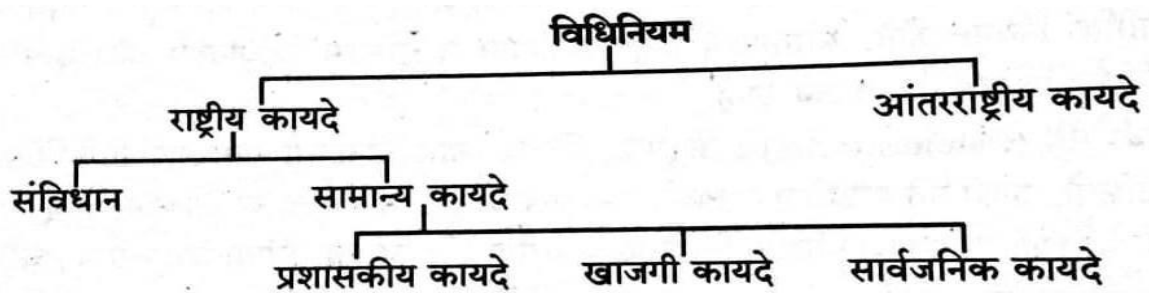 विधिनियम
राष्ट्रीय कायदे आंतरराष्ट्रीय कायदे
संविधान सामान्य कायदे
प्रशासकीय कायदे खाजगी कायदे सार्वजनिक कायदे